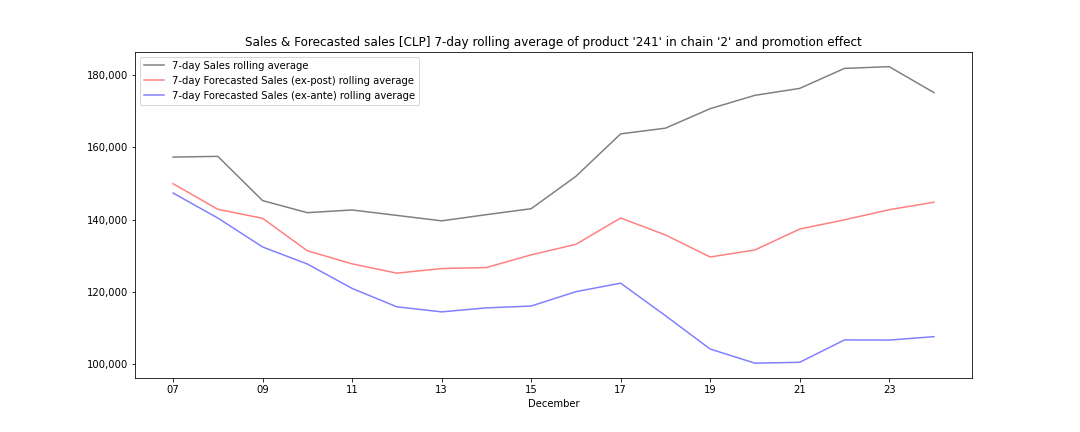 Sales & Forecasted sales [CLP] 7-day rolling average of product '241' in chain '2' and promotion effect
7-day Sales rolling average
7-day Forecasted Sales (ex-post) rolling average
7-day Forecasted Sales (ex-ante) rolling average
180,000
160,000
140,000
120,000
100,000
07 09 11 13 15 17 19 21 23
December